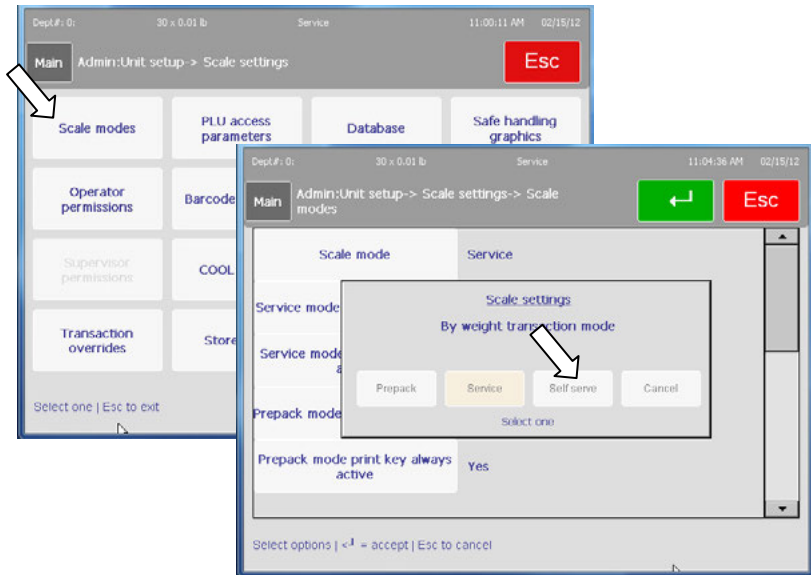 Dept.#: 0: 30 x 0.01 lb Service 11:00:11 AM 02/15/12
Main Admin:Unit setup-> Scale settings Esc
Scale modes
PLU access
parameters
Database
Safe handling
graphics
Operator
permissions
Barcode
Supervisor
permissions
COOL
Transaction
overrides
Store
Select one | Esc to exit
Dept.#: 0: 30 x 0.01 lb Service 11:04:36 AM 02/15/12
Main Admin:Unit setup-> Scale settings-> Scale
modes
Esc
Scale mode Service
Service mode
Service mode
a
Prepack mode
Prepack mode print key always
active
Yes
Scale settings
By weight transaction mode
Prepack Service Self serve Cancel
Select one
Select options | <┘ = accept | Esc to cancel